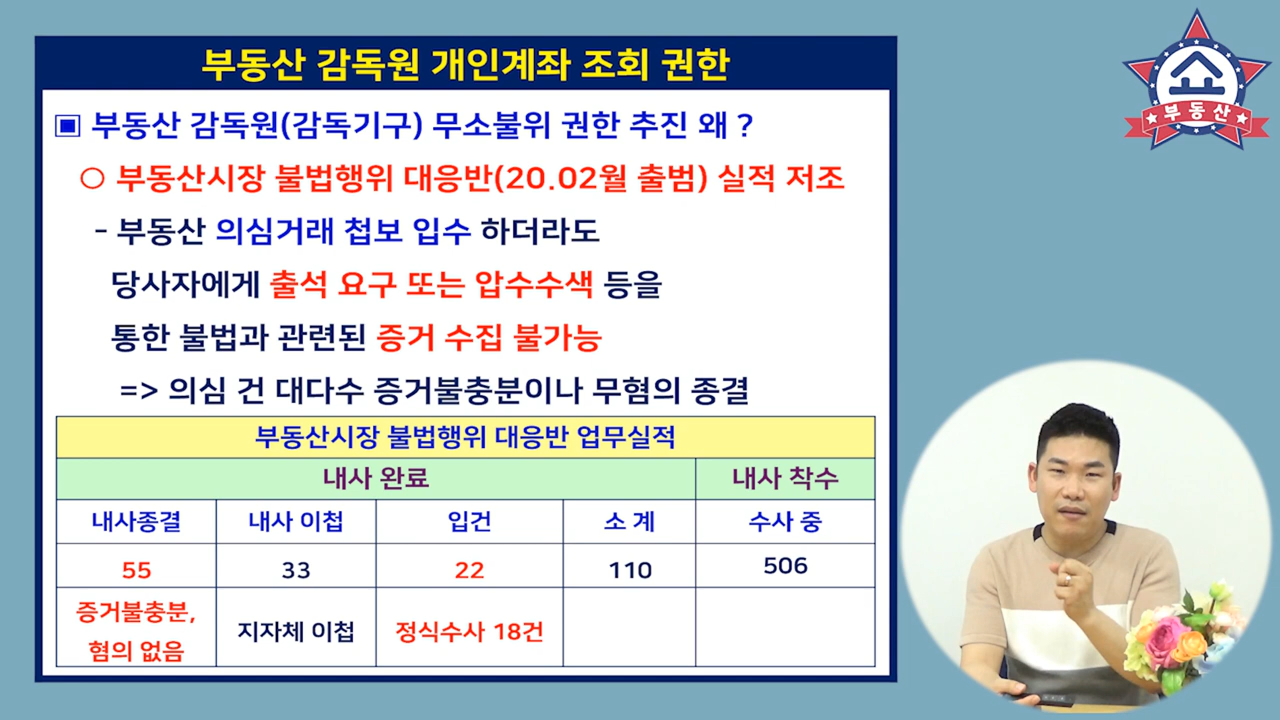 부동산 감독원 개인계좌 조회 권한
▣ 부동산 감독원(감독기구) 무소불위 권한 추진 왜 ?
○ 부동산시장 불법행위 대응반(20.02월 출범) 실적 저조
- 부동산 의심거래 첩보 입수 하더라도
당사자에게 출석 요구 또는 압수수색 등을
통한 불법과 관련된 증거 수집 불가능
=> 의심 건 대다수 증거불충분이나 무혐의 종결
부동산시장 불법행위 대응반 업무실적
내사 완료 내사 착수
내사종결 내사 이첩 입건 소 계 수사 중
55 33 22 110 506
증거불충분,
혐의 없음 지자체 이첩 정식수사 18건
쇼
부동산